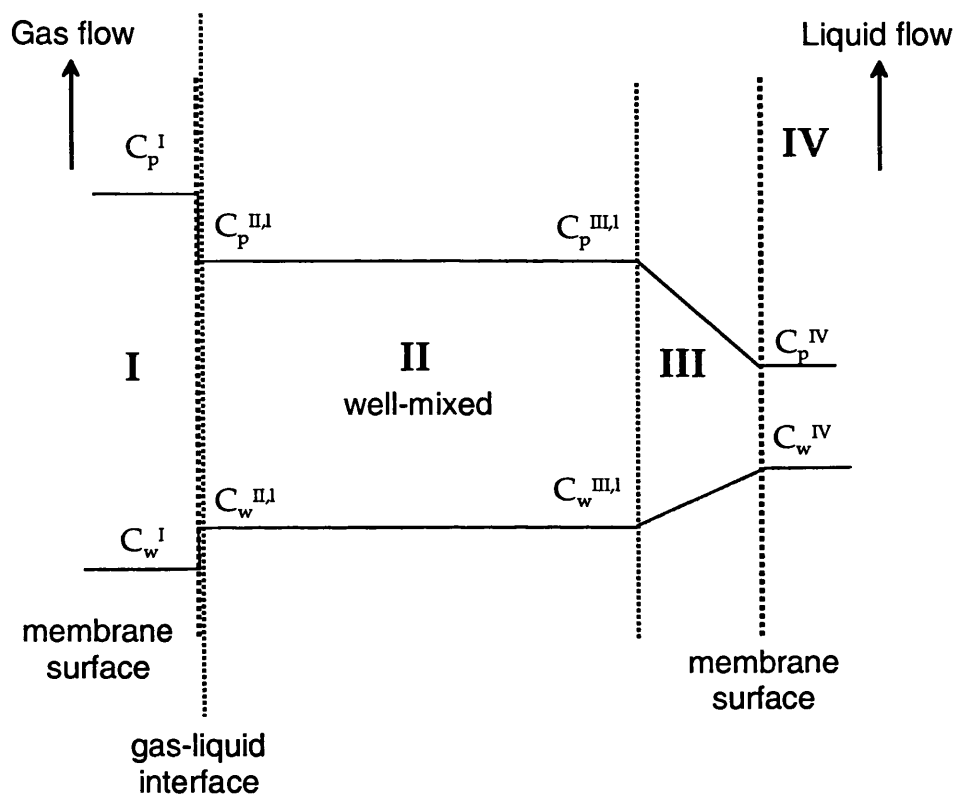 Gas flow
Liquid flow
IV
C_p^I
C_p^{II,l}
C_p^{III,l}
I
II
well-mixed
III
C_p^{IV}
C_w^{IV}
C_w^{II,l}
C_w^{III,l}
C_w^I
membrane
surface
membrane
surface
gas-liquid
interface